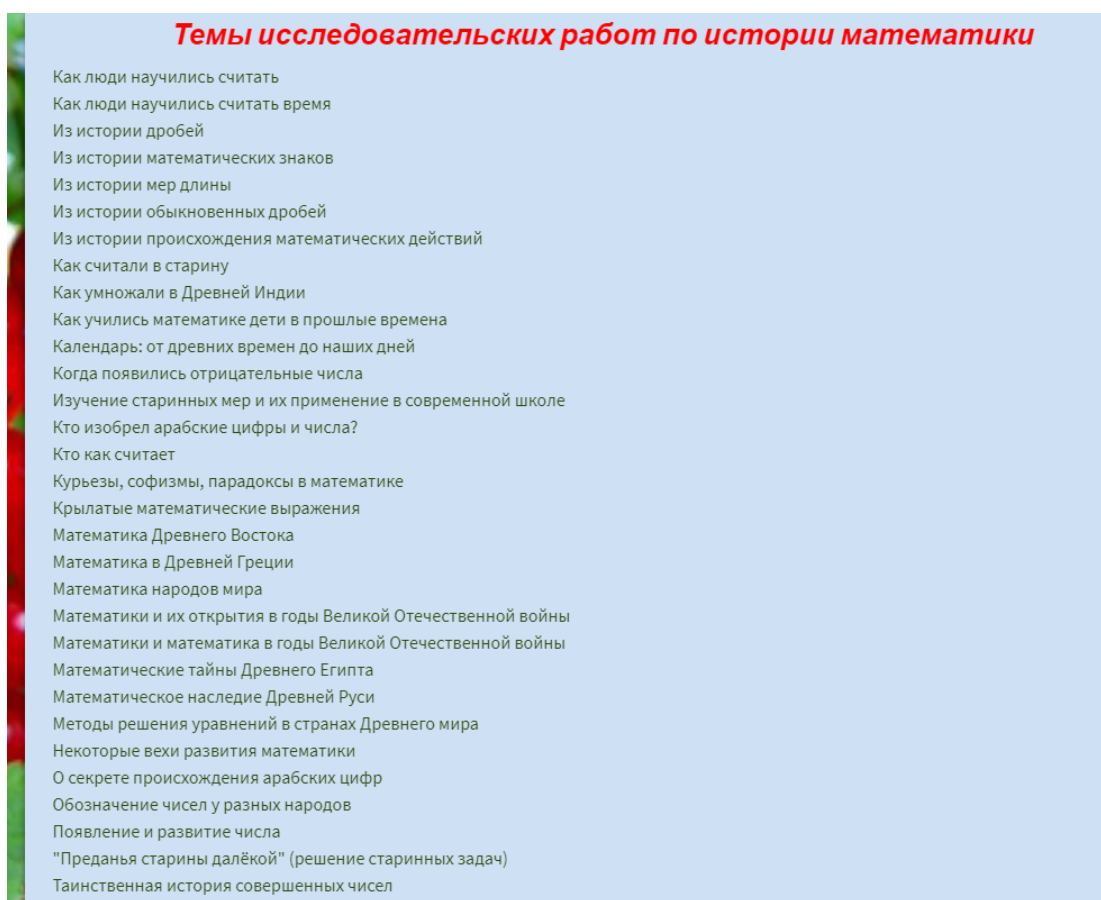 Темы исследовательских работ по истории математики
Как люди научились считать
Как люди научились считать время
Из истории дробей
Из истории математических знаков
Из истории мер длины
Из истории обыкновенных дробей
Из истории происхождения математических действий
Как считали в старину
Как умножали в Древней Индии
Как учились математике дети в прошлые времена
Календарь: от древних времен до наших дней
Когда появились отрицательные числа
Изучение старинных мер и их применение в современной школе
Кто изобрел арабские цифры и числа?
Кто как считает
Курьезы, софизмы, парадоксы в математике
Крылатые математические выражения
Математика Древнего Востока
Математика в Древней Греции
Математика народов мира
Математики и их открытия в годы Великой Отечественной войны
Математики и математика в годы Великой Отечественной войны
Математические тайны Древнего Египта
Математическое наследие Древней Руси
Методы решения уравнений в странах Древнего мира
Некоторые вехи развития математики
О секрете происхождения арабских цифр
Обозначение чисел у разных народов
Появление и развитие числа
"Преданья старины далёкой" (решение старинных задач)
Таинственная история совершенных чисел